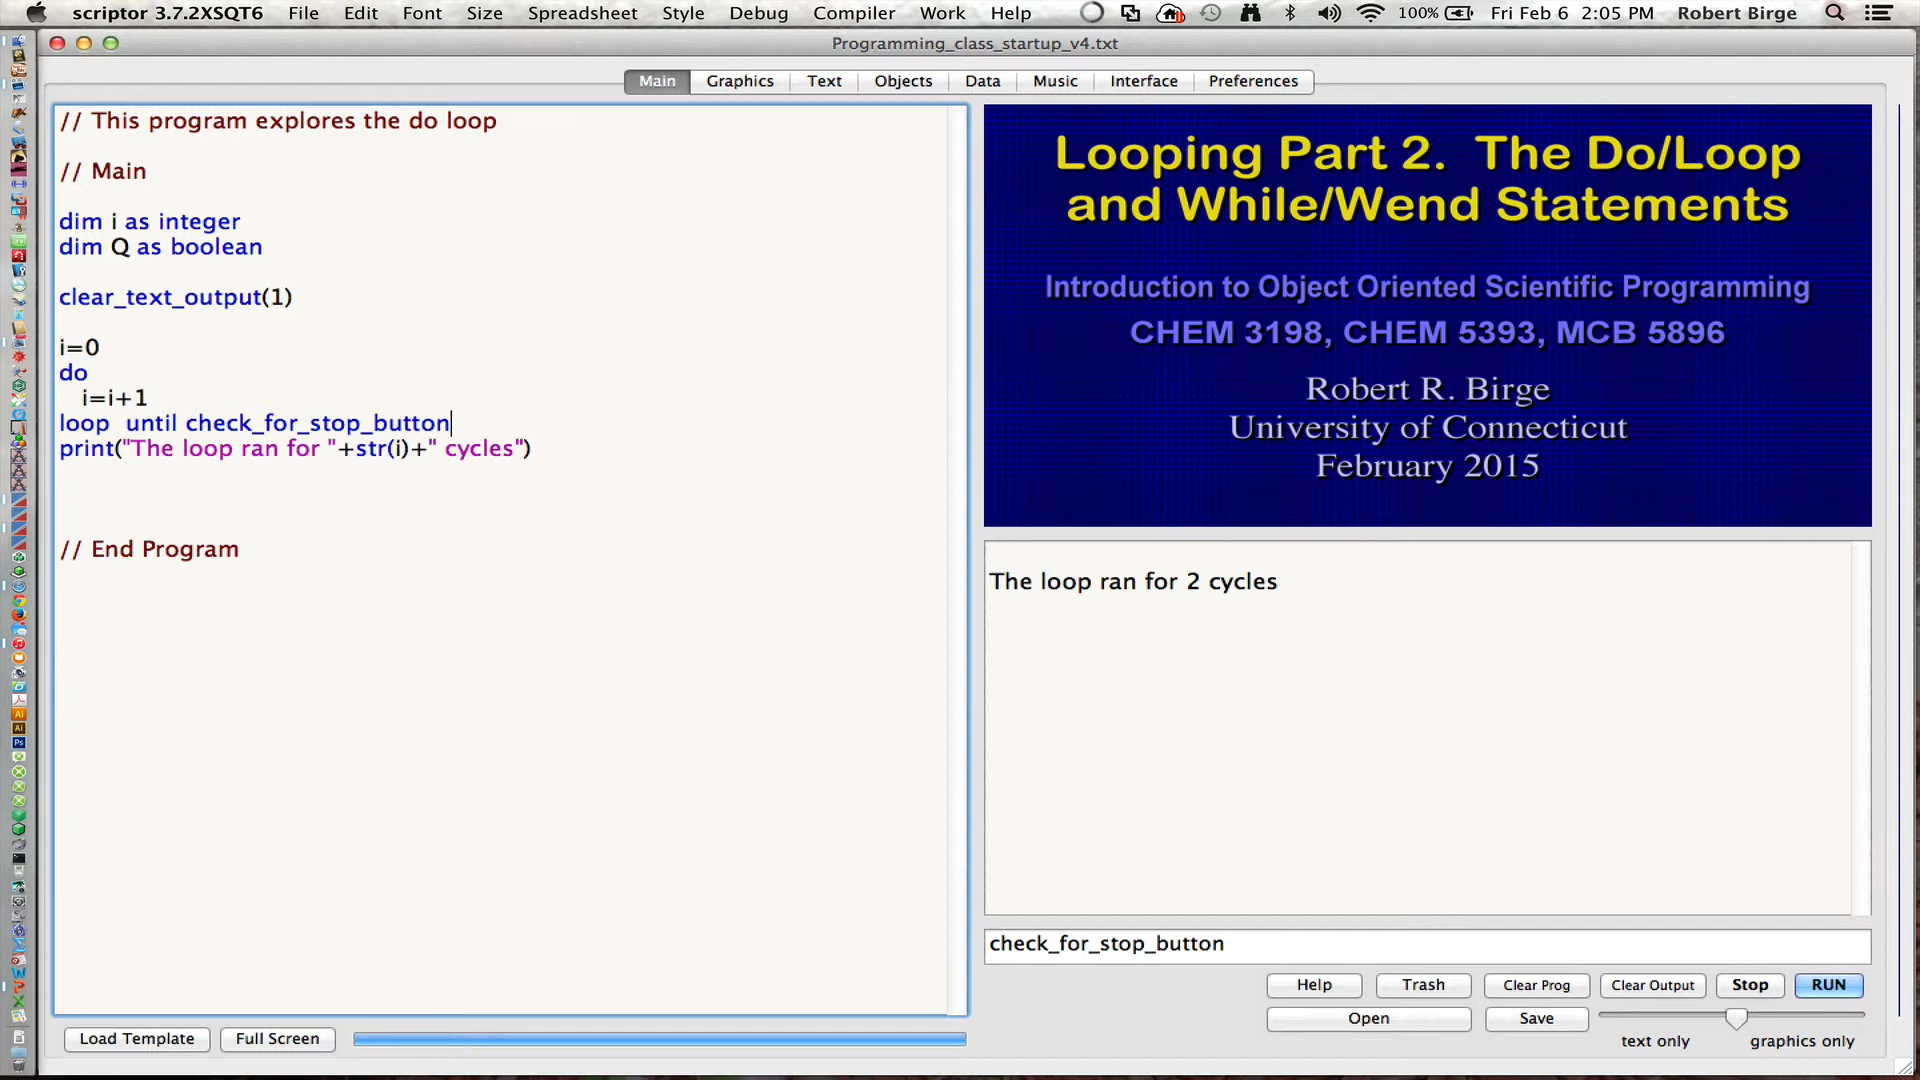 scriptor 3.7.2XSQT6 File Edit Font Size Spreadsheet Style Debug Compiler Work Help 100% Fri Feb 6 2:05 PM Robert Birge
Programming_class_startup_v4.txt
Main Graphics Text Objects Data Music Interface Preferences
// This program explores the do loop
// Main
dim i as integer
dim Q as boolean
clear_text_output(1)
i=0
do
i=i+1
loop  until check_for_stop_button
print("The loop ran for "+str(i)+" cycles")
// End Program
Load Template Full Screen
Looping Part 2.  The Do/Loop
and While/Wend Statements
Introduction to Object Oriented Scientific Programming
CHEM 3198, CHEM 5393, MCB 5896
Robert R. Birge
University of Connecticut
February 2015
The loop ran for 2 cycles
check_for_stop_button
Help Trash Clear Prog Clear Output Stop RUN
Open Save
text only graphics only